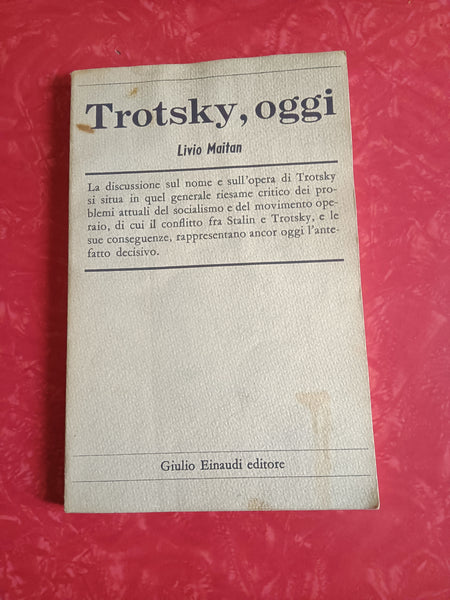 Trotsky, oggi
Livio Maitan
La discussione sul nome e sull'opera di Trotsky
si situa in quel generale riesame critico dei pro-
blemi attuali del socialismo e del movimento ope-
raio, di cui il conflitto fra Stalin e Trotsky, e le
sue conseguenze, rappresentano ancor oggi l'ante-
fatto decisivo.
Giulio Einaudi editore